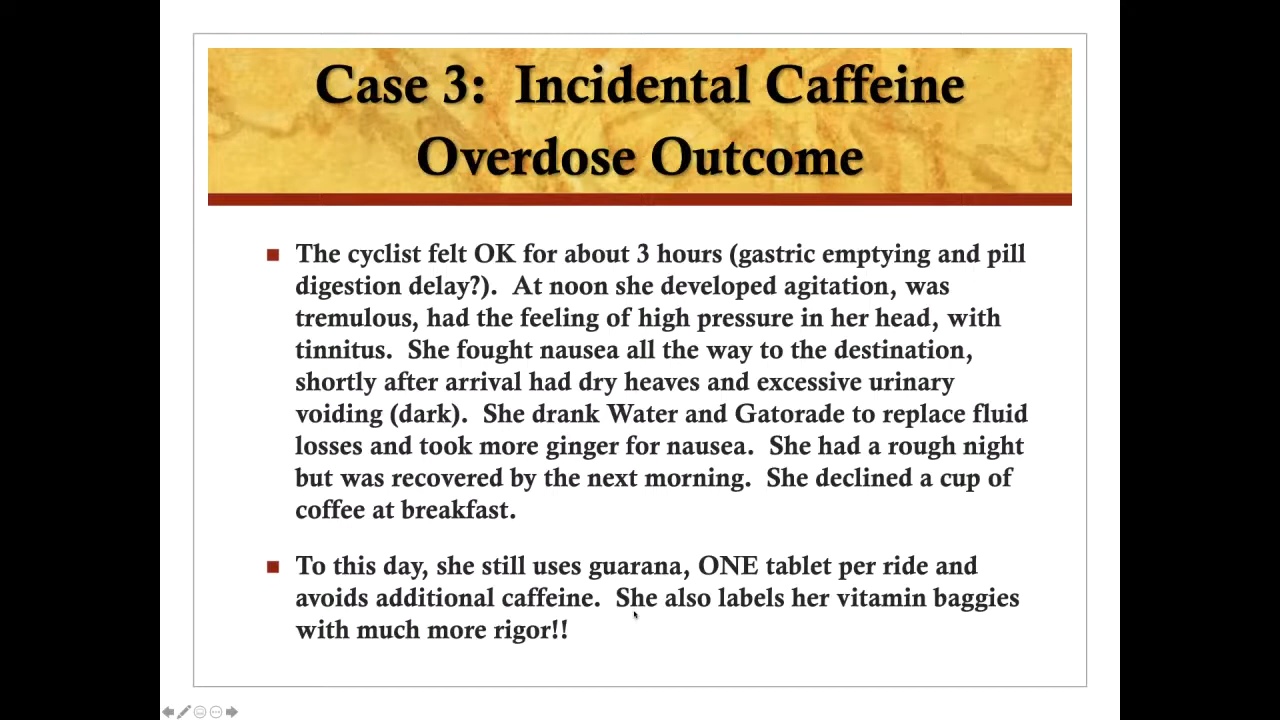 Case 3:  Incidental Caffeine
Overdose Outcome
The cyclist felt OK for about 3 hours (gastric emptying and pill
digestion delay?).  At noon she developed agitation, was
tremulous, had the feeling of high pressure in her head, with
tinnitus.  She fought nausea all the way to the destination,
shortly after arrival had dry heaves and excessive urinary
voiding (dark).  She drank Water and Gatorade to replace fluid
losses and took more ginger for nausea.  She had a rough night
but was recovered by the next morning.  She declined a cup of
coffee at breakfast.
To this day, she still uses guarana, ONE tablet per ride and
avoids additional caffeine.  She also labels her vitamin baggies
with much more rigor!!